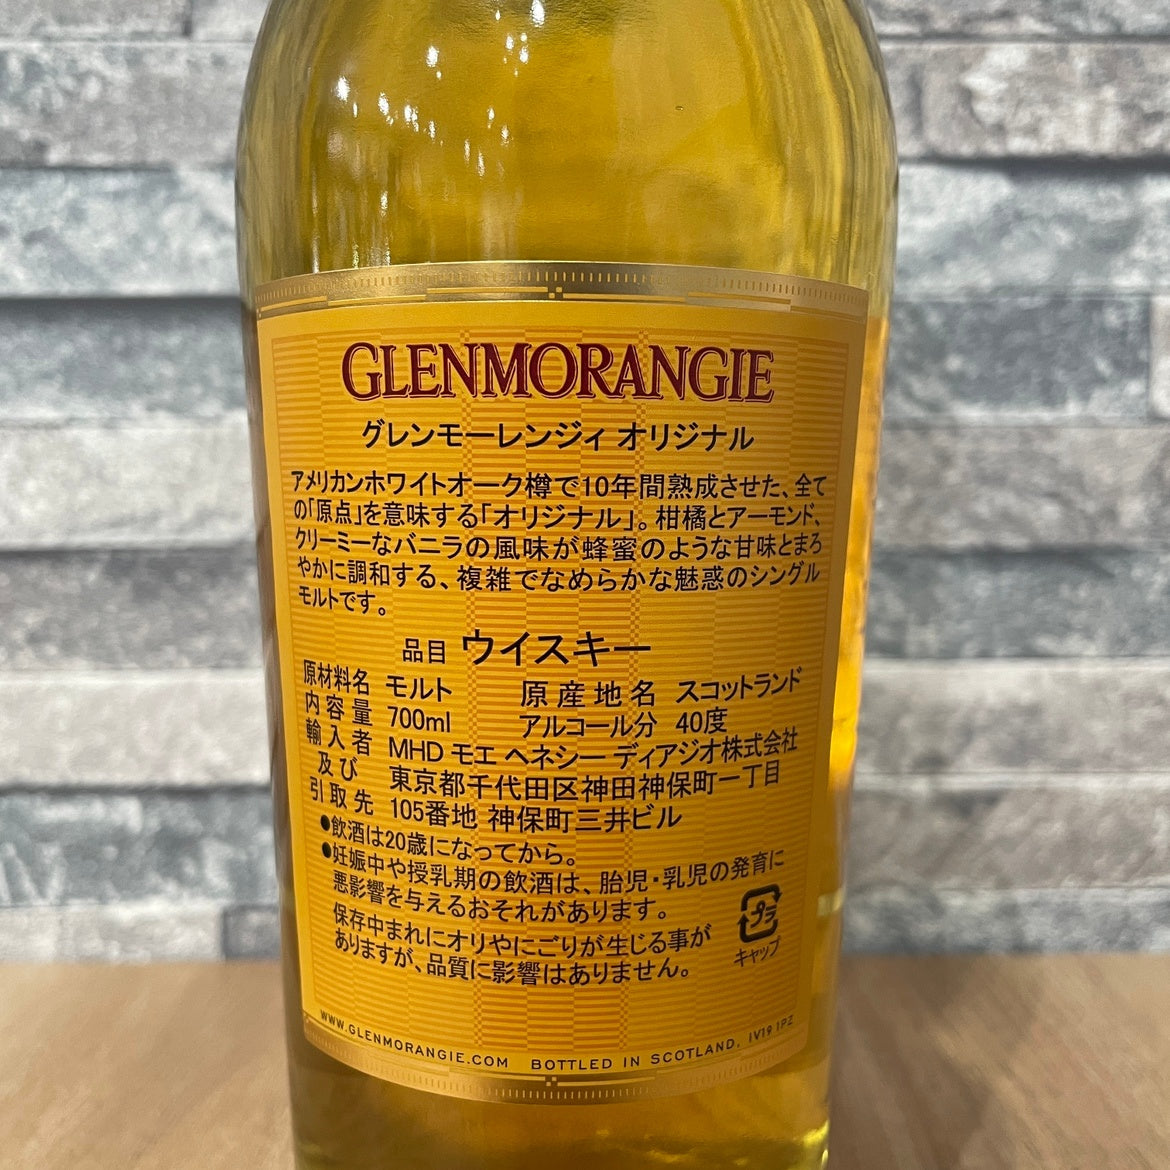 GLENMORANGIE
グレンモーレンジィ オリジナル
アメリカンホワイトオーク樽で10年間熟成させた、全て
の「原点」を意味する「オリジナル」。柑橘とアーモンド、
クリーミーなバニラの風味が蜂蜜のような甘味とまろ
やかに調和する、複雑でなめらかな魅惑のシングル
モルトです。
品目 ウイスキー
原材料名 モルト 原産地名 スコットランド
内容量 700ml アルコール分 40度
輸入者 MHD モエ ヘネシー ディアジオ株式会社
及び 東京都千代田区神田神保町一丁目
引取先 105番地 神保町三井ビル
●飲酒は20歳になってから。
●妊娠中や授乳期の飲酒は、胎児・乳児の発育に
悪影響を与えるおそれがあります。
保存中まれにオリやにごりが生じる事が
ありますが、品質に影響はありません。
プラ
キャップ
WWW.GLENMORANGIE.COM BOTTLED IN SCOTLAND, IV19 1PZ